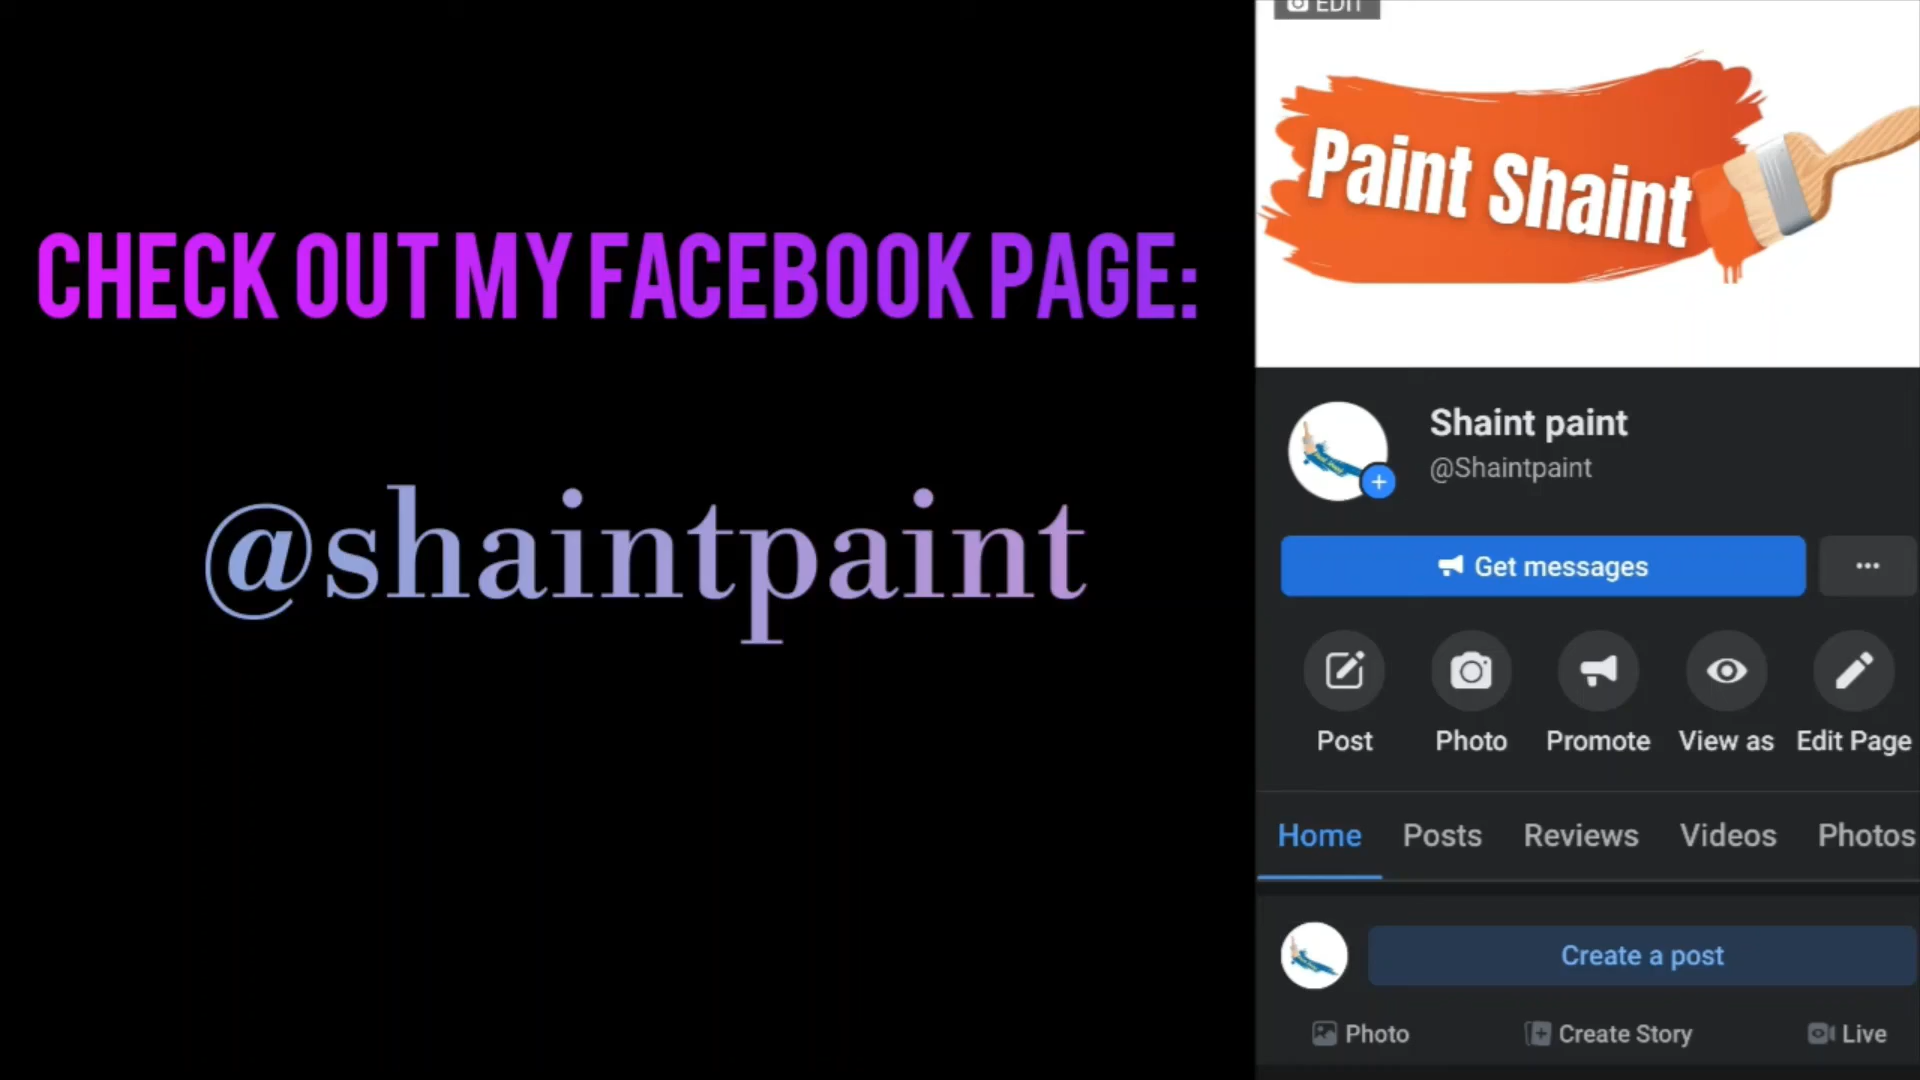 CHECK OUT MY FACEBOOK PAGE:
@shaintpaint
EDIT
Paint Shaint
Shaint paint
@Shaintpaint
Get messages
Post Photo Promote View as Edit Page
Home Posts Reviews Videos Photos
Create a post
Photo Create Story Live